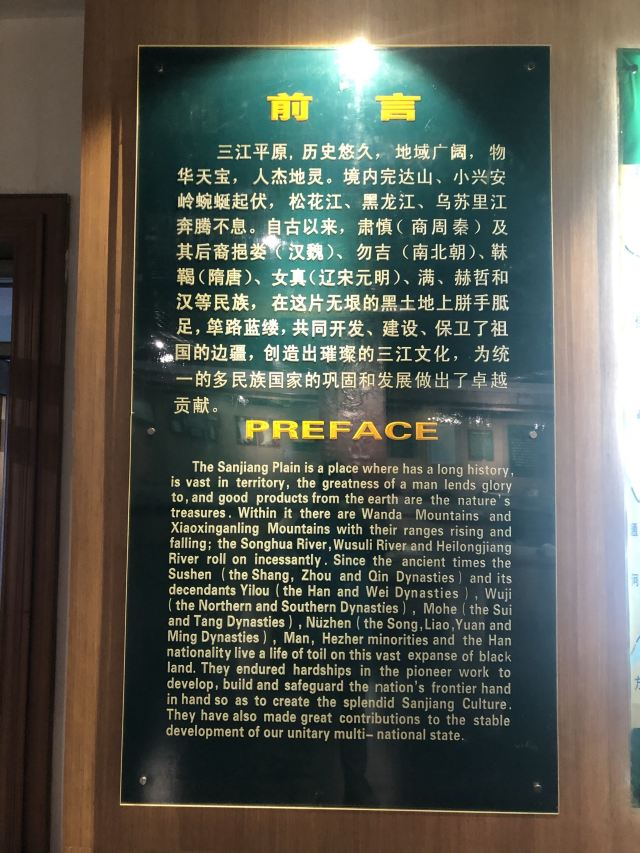 前 言
三江平原，历史悠久，地域广阔，物
华天宝，人杰地灵。境内完达山、小兴安
岭蜿蜒起伏，松花江、黑龙江、乌苏里江
奔腾不息。自古以来，肃慎（商周秦）及
其后裔挹娄（汉魏）、勿吉（南北朝）、靺
鞨（隋唐）、女真（辽宋元明）、满、赫哲和
汉等民族，在这片无垠的黑土地上胼手胝
足，筚路蓝缕，共同开发、建设、保卫了祖
国的边疆，创造出璀璨的三江文化，为统
一的多民族国家的巩固和发展做出了卓越
贡献。
PREFACE
The Sanjiang Plain is a place where has a long history,
is vast in territory, the greatness of a man lends glory
to, and good products from the earth are the nature's
treasures. Within it there are Wanda Mountains and
Xiaoxinganling Mountains with their ranges rising and
falling; the Songhua River, Wusuli River and Heilongjiang
River roll on incessantly. Since the ancient times the
Sushen (the Shang, Zhou and Qin Dynasties) and its
decendants Yilou (the Han and Wei Dynasties), Wuji
(the Northern and Southern Dynasties), Mohe (the Sui
and Tang Dynasties), Nüzhen (the Song, Liao, Yuan and
Ming Dynasties), Man, Hezher minorities and the Han
nationality live a life of toil on this vast expanse of black
land. They endured hardships in the pioneer work to
develop, build and safeguard the nation's frontier hand
in hand so as to create the splendid Sanjiang Culture.
They have also made great contributions to the stable
development of our unitary multi-national state.